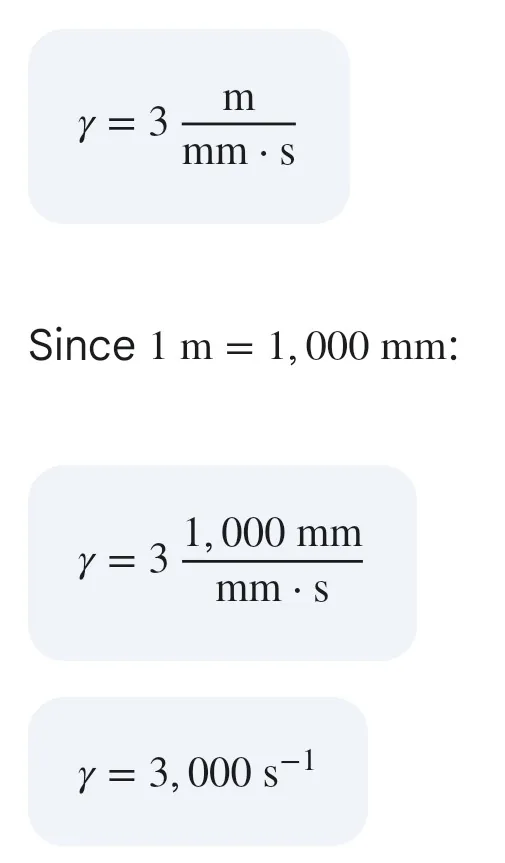 γ = 3 m / mm · s
Since 1 m = 1,000 mm:
γ = 3 1,000 mm / mm · s
γ = 3,000 s⁻¹